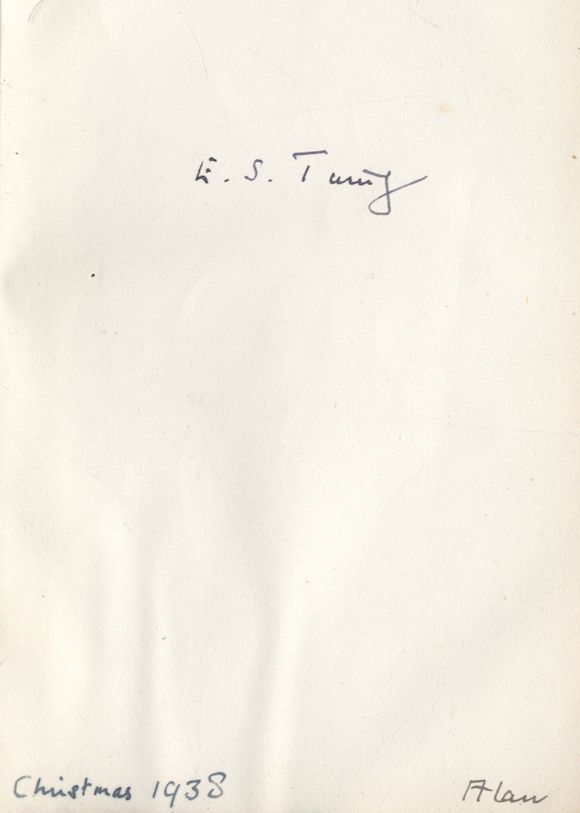 E. S. Turing
Christmas 1938 Alan